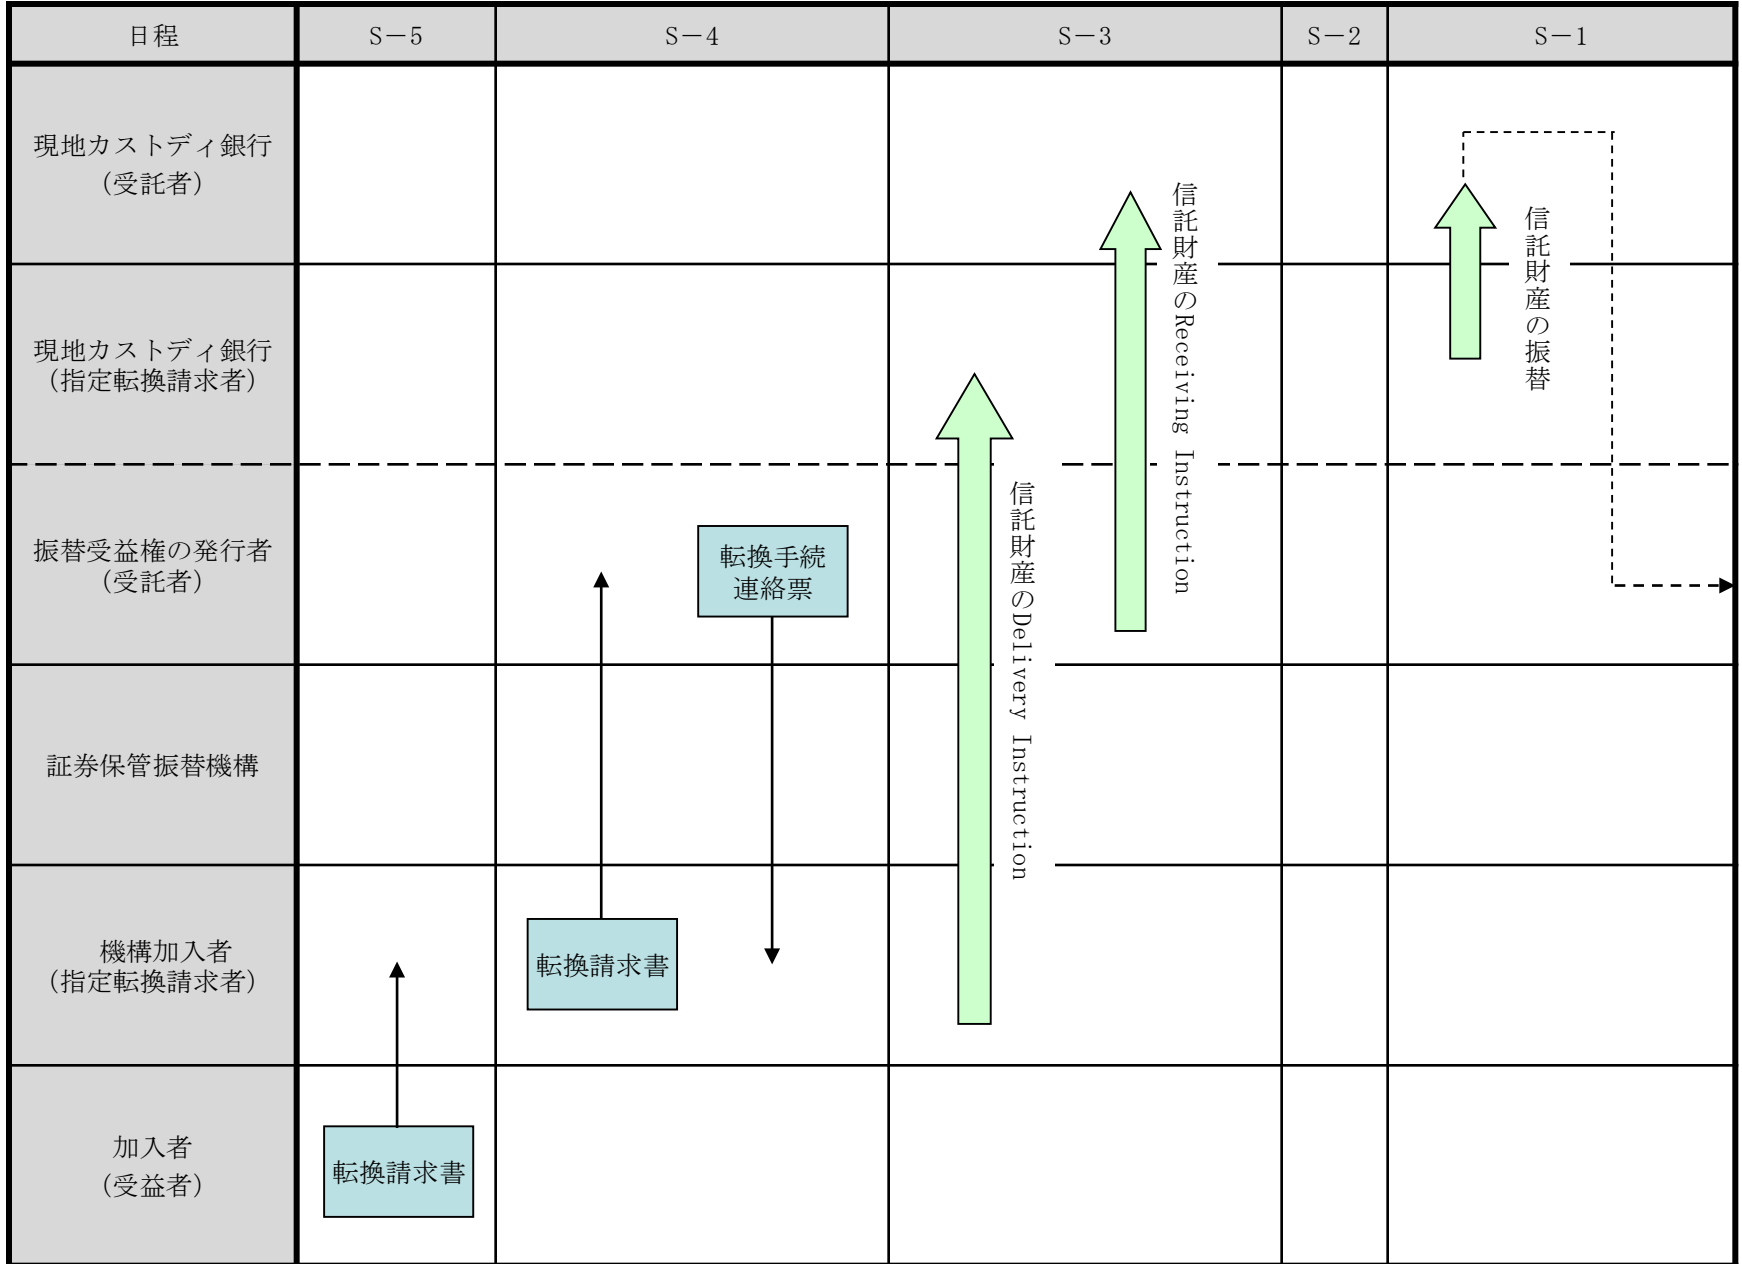 日程
S－5
S－4
S－3
S－2
S－1
現地カストディ銀行
（受託者）
信託財産のReceiving Instruction
信託財産の振替
現地カストディ銀行
（指定転換請求者）
信託財産のDelivery Instruction
振替受益権の発行者
（受託者）
転換手続
連絡票
証券保管振替機構
機構加入者
（指定転換請求者）
転換請求書
加入者
（受益者）
転換請求書